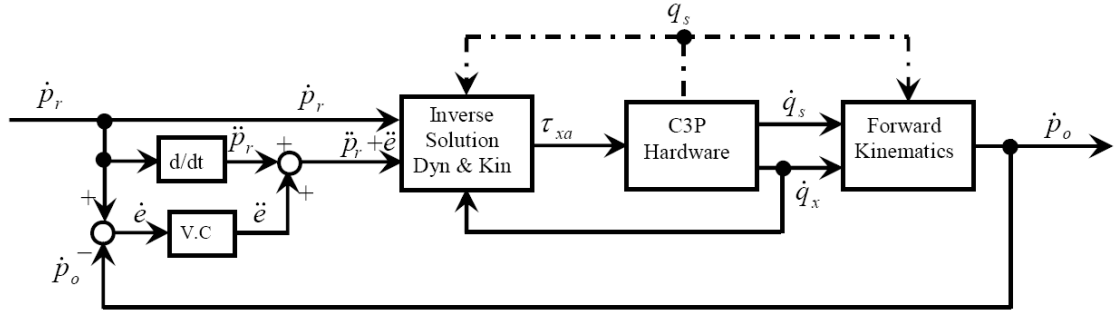 q_s
ṗ_r
ṗ_r
Inverse
Solution
Dyn & Kin
τ_xa
C3P
Hardware
q̇_s
Forward
Kinematics
ṗ_o
d/dt
p̈_r
+
p̈_r +ë
q̇_x
+
+
ė
V.C
ë
−
ṗ_o